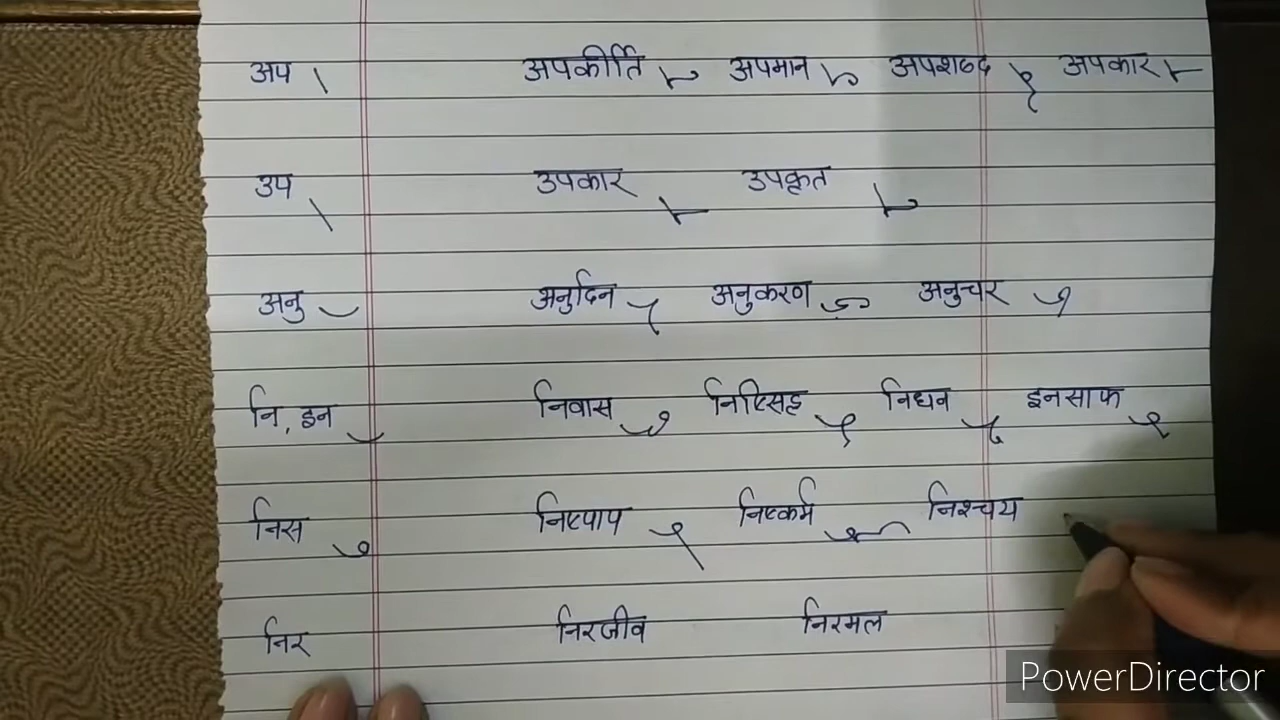 अप अपकीर्ति अपमान अपशब्द अपकार
उप उपकार उपकृत
अनु अनुदिन अनुकरण अनुचर
नि, इन निवास निधन इनसाफ
निस निष्पाप निष्कर्म निश्चय
निर निरजीव निरमल
PowerDirector